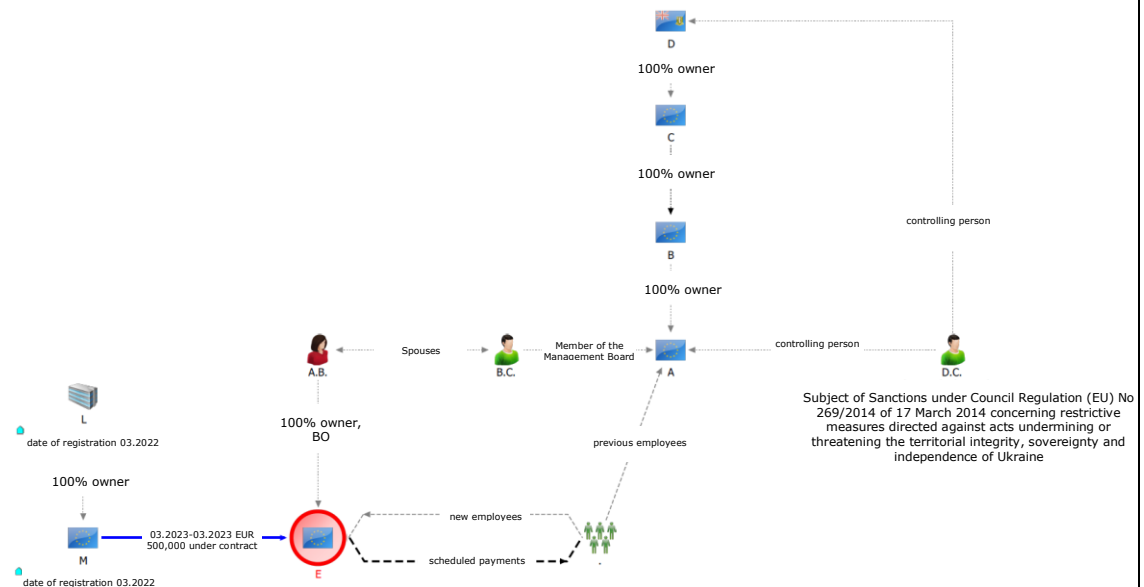 D
100% owner
C
100% owner
controlling person
B
100% owner
A.B.
Spouses
B.C.
Member of the
Management Board
A
controlling person
D.C.
Subject of Sanctions under Council Regulation (EU) No
269/2014 of 17 March 2014 concerning restrictive
measures directed against acts undermining or
threatening the territorial integrity, sovereignty and
independence of Ukraine
L
date of registration 03.2022
100% owner,
BO
previous employees
100% owner
M
date of registration 03.2022
03.2023-03.2023 EUR
500,000 under contract
E
new employees
scheduled payments
.